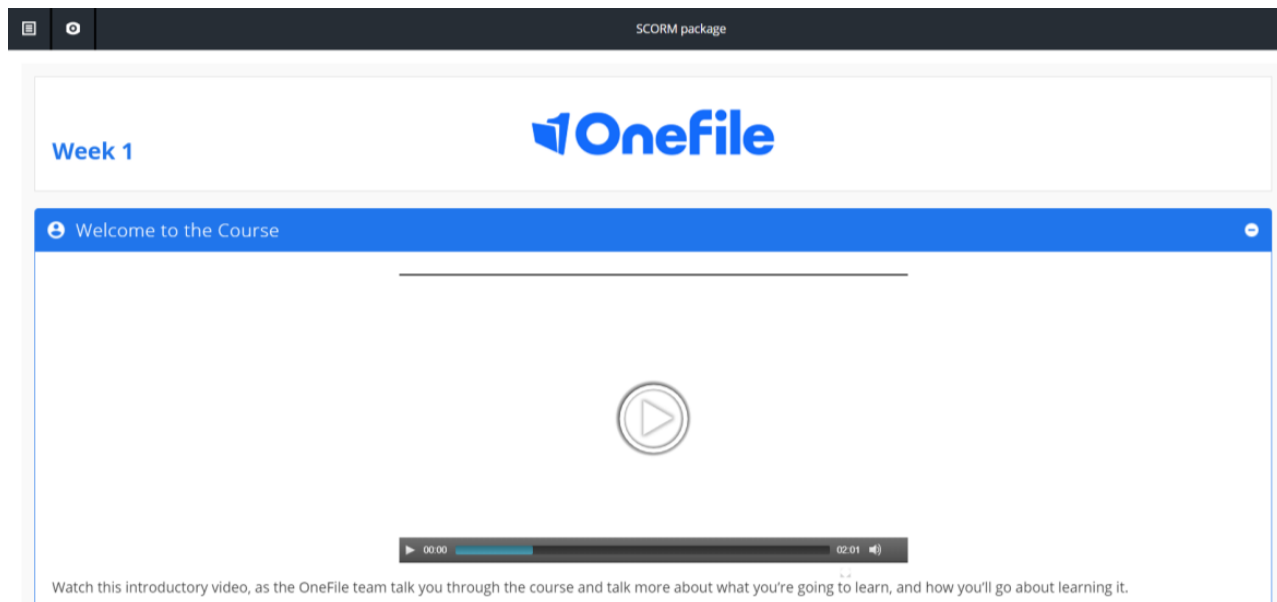 SCORM package
Week 1
Onefile
Welcome to the Course
00:00
02:01
Watch this introductory video, as the OneFile team talk you through the course and talk more about what you're going to learn, and how you'll go about learning it.